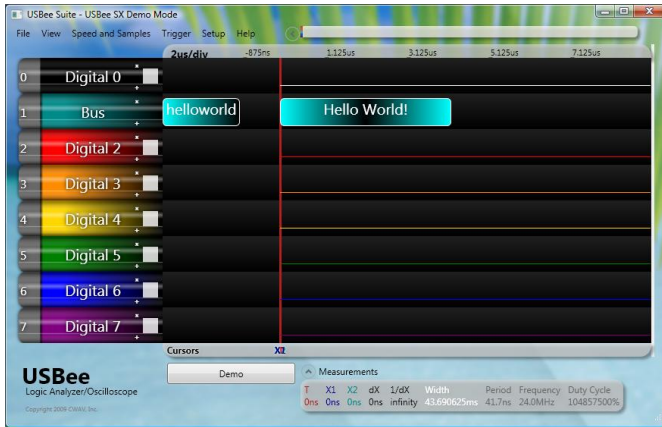 USBee Suite - USBee SX Demo Mode
File View Speed and Samples Trigger Setup Help
2us/div -875ns 1.125us 3.125us 5.125us 7.125us
0 Digital 0
1 Bus helloworld Hello World!
2 Digital 2
3 Digital 3
4 Digital 4
5 Digital 5
6 Digital 6
7 Digital 7
Cursors
USBee
Logic Analyzer/Oscilloscope
Copyright 2009 CWAV, Inc.
Demo
Measurements
T X1 X2 dX 1/dX Width Period Frequency Duty Cycle
0ns 0ns 0ns 0ns infinity 43.690625ms 41.7ns 24.0MHz 104857500%